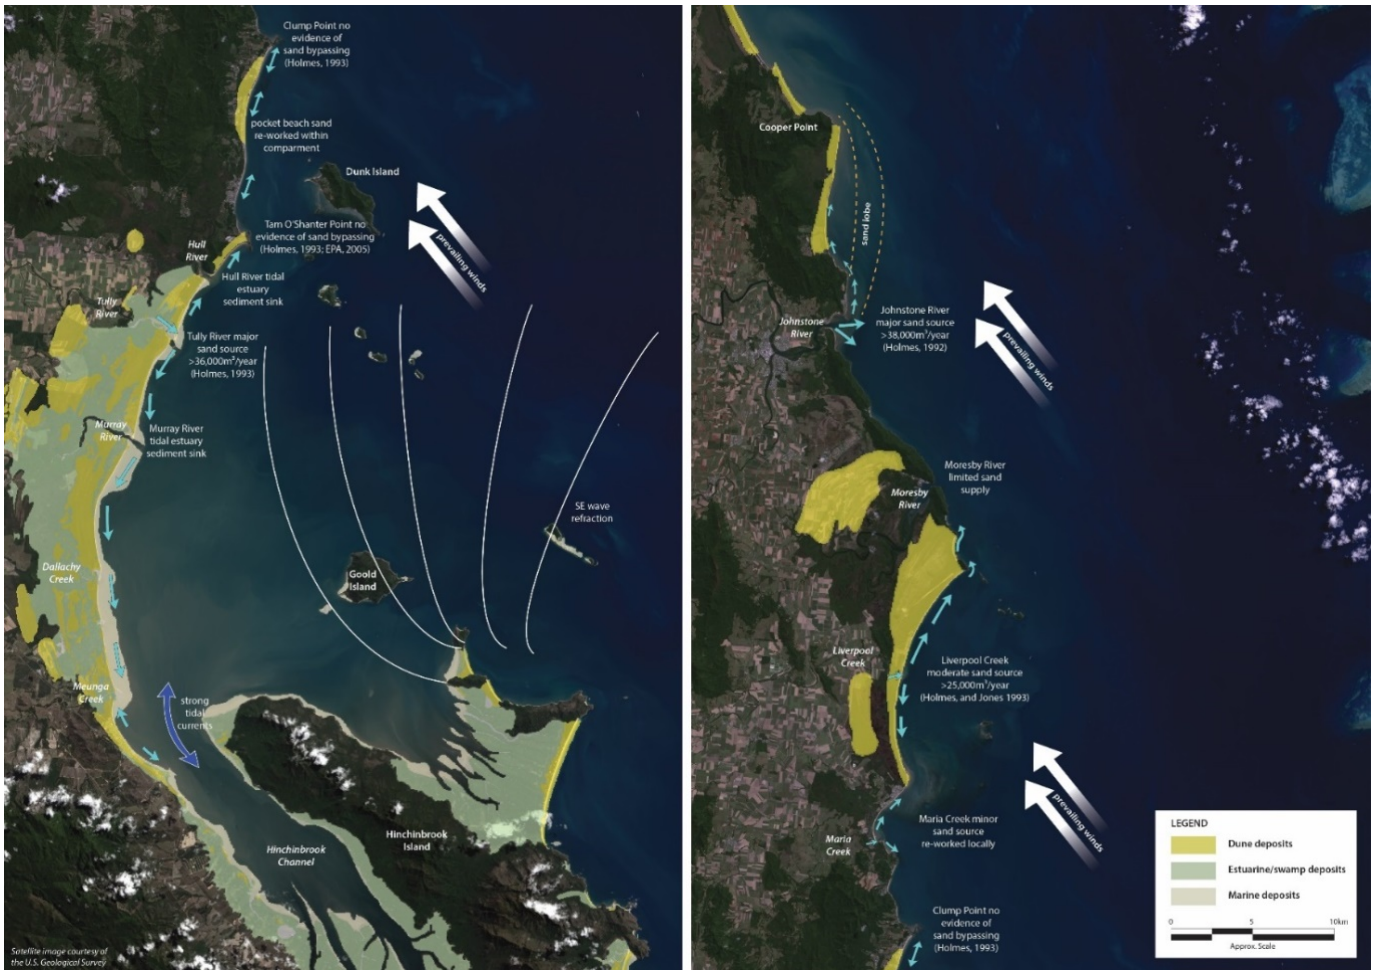 Clump Point no
evidence of
sand bypassing
(Holmes, 1993)
pocket beach sand
re-worked within
comparment
Dunk Island
prevailing winds
Tam O'Shanter Point no
evidence of sand bypassing
(Holmes, 1993; EPA, 2005)
Hull
River
Hull River tidal
estuary
sediment sink
Tully
River
Tully River major
sand source
>36,000m³/year
(Holmes, 1993)
Murray
River
Murray River
tidal estuary
sediment sink
SE wave
refraction
Goold
Island
Dallachy
Creek
Meunga
Creek
strong
tidal
currents
Hinchinbrook
Island
Hinchinbrook
Channel
Satellite image courtesy of
the U.S. Geological Survey
Cooper Point
sand lobe
Johnstone
River
Johnstone River
major sand source
>38,000m³/year
(Holmes, 1992)
prevailing winds
Moresby River
limited sand
supply
Moresby
River
Liverpool
Creek
Liverpool Creek
moderate sand source
>25,000m³/year
(Holmes, and Jones 1993)
prevailing winds
Maria Creek minor
sand source
re-worked locally
Maria
Creek
Clump Point no
evidence of
sand bypassing
(Holmes, 1993)
LEGEND
Dune deposits
Estuarine/swamp deposits
Marine deposits
0 5 10km
Approx. Scale